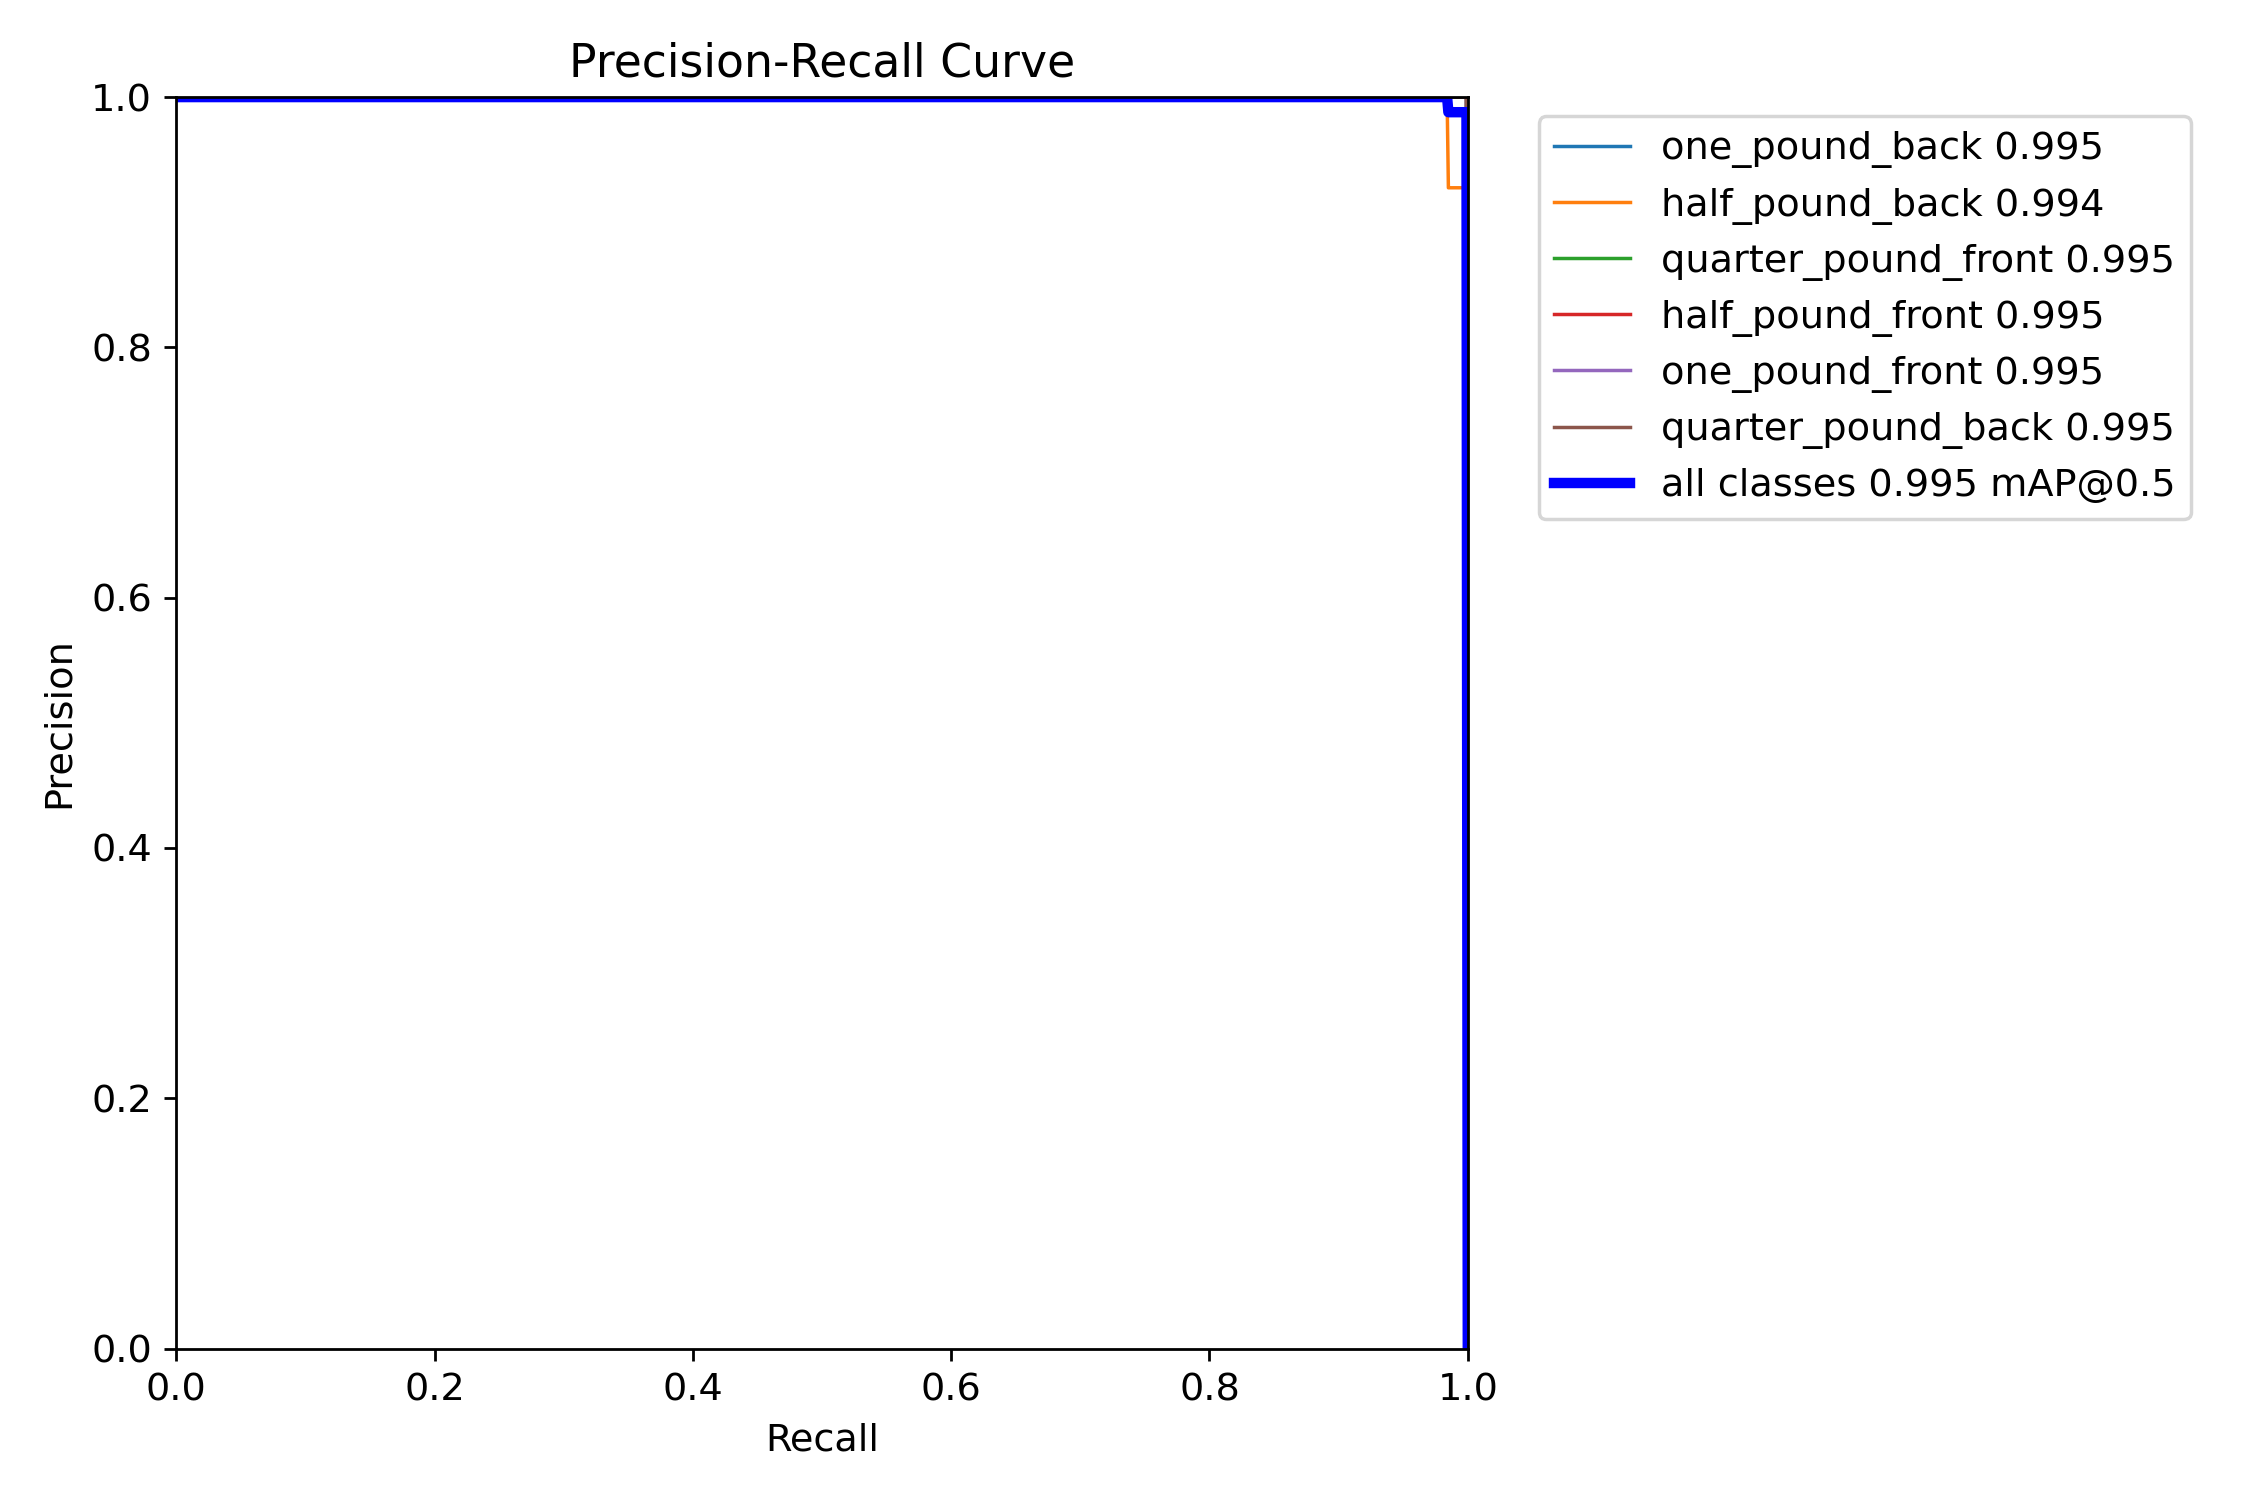 Precision-Recall Curve
1.0
0.8
0.6
0.4
0.2
0.0
Precision
0.0 0.2 0.4 0.6 0.8 1.0
Recall
one_pound_back 0.995
half_pound_back 0.994
quarter_pound_front 0.995
half_pound_front 0.995
one_pound_front 0.995
quarter_pound_back 0.995
all classes 0.995 mAP@0.5